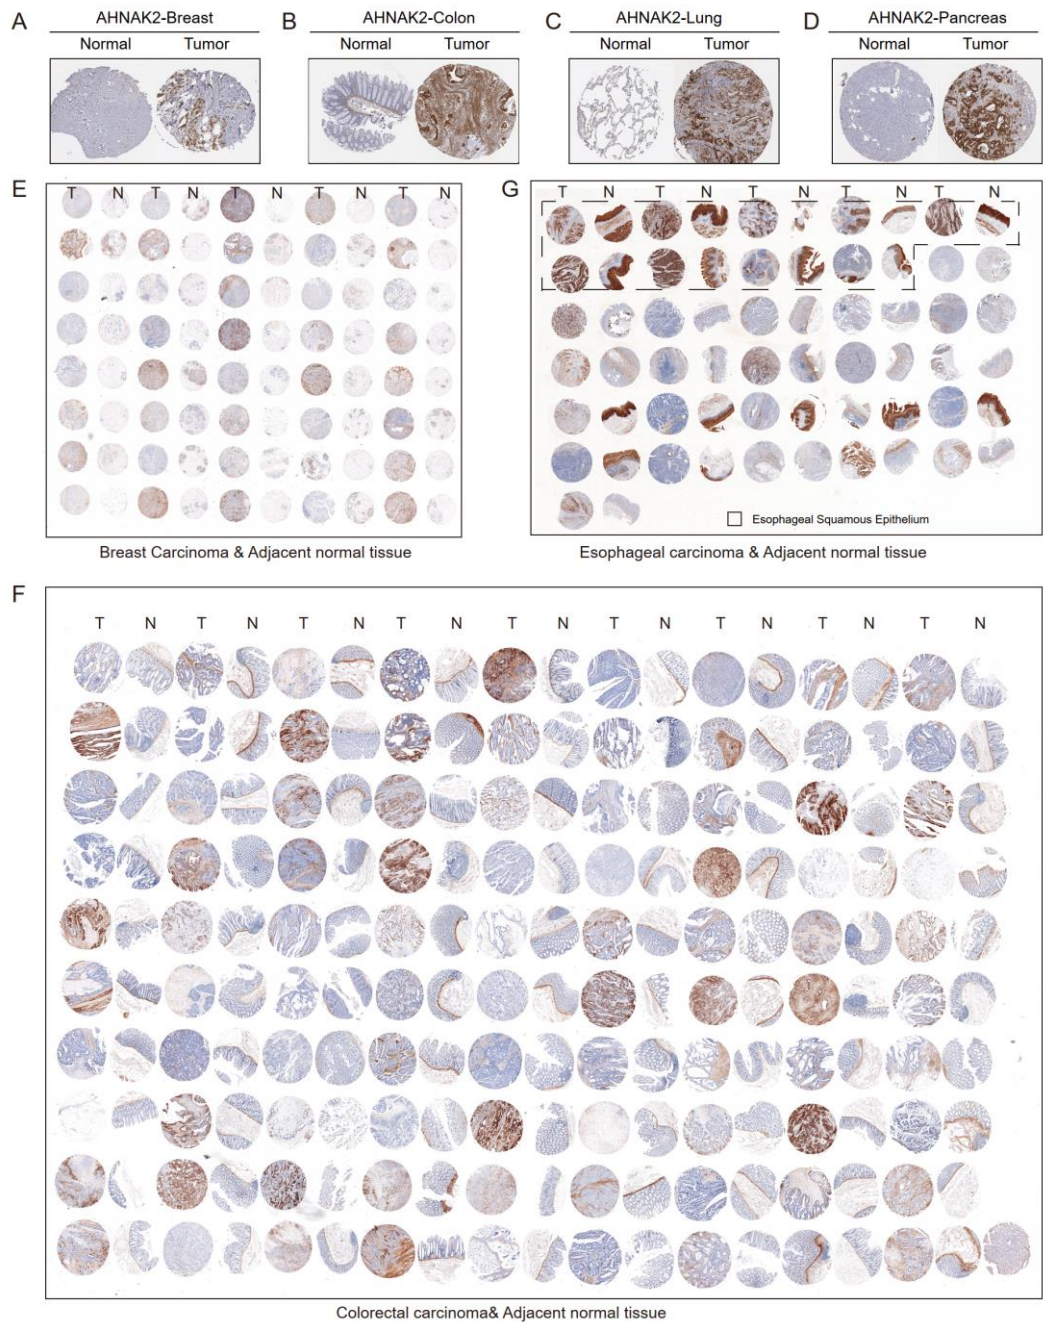 A AHNAK2-Breast
Normal Tumor
B AHNAK2-Colon
Normal Tumor
C AHNAK2-Lung
Normal Tumor
D AHNAK2-Pancreas
Normal Tumor
E
T N T N T N T N T N
Breast Carcinoma & Adjacent normal tissue
G
T N T N T N T N T N
Esophageal Squamous Epithelium
Esophageal carcinoma & Adjacent normal tissue
F
T N T N T N T N T N T N T N T N T N
Colorectal carcinoma& Adjacent normal tissue